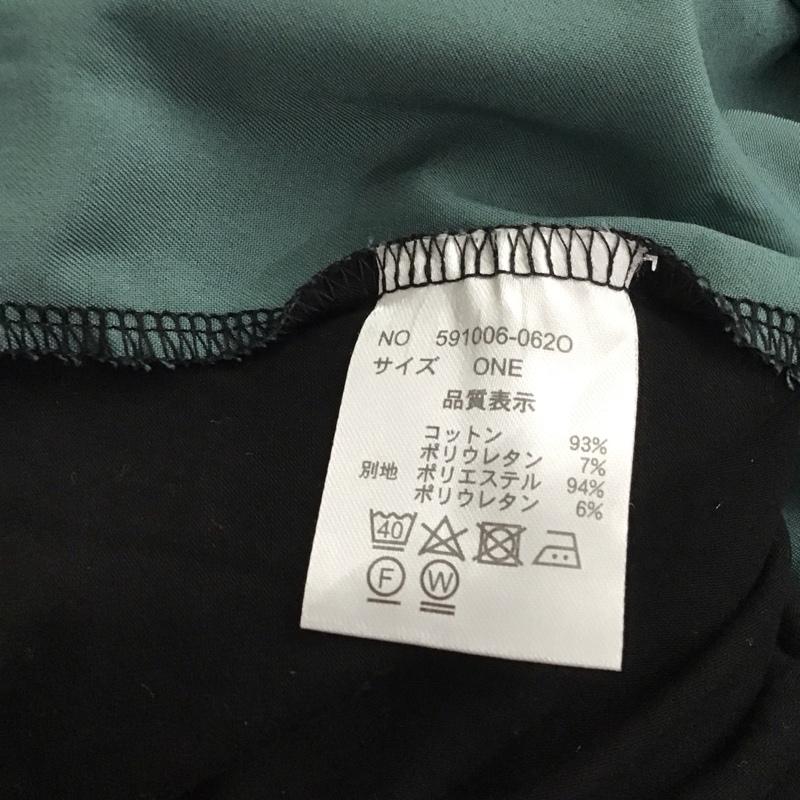 NO 591006-062O
サイズ ONE
品質表示
コットン 93%
ポリウレタン 7%
別地 ポリエステル 94%
ポリウレタン 6%
40
F W